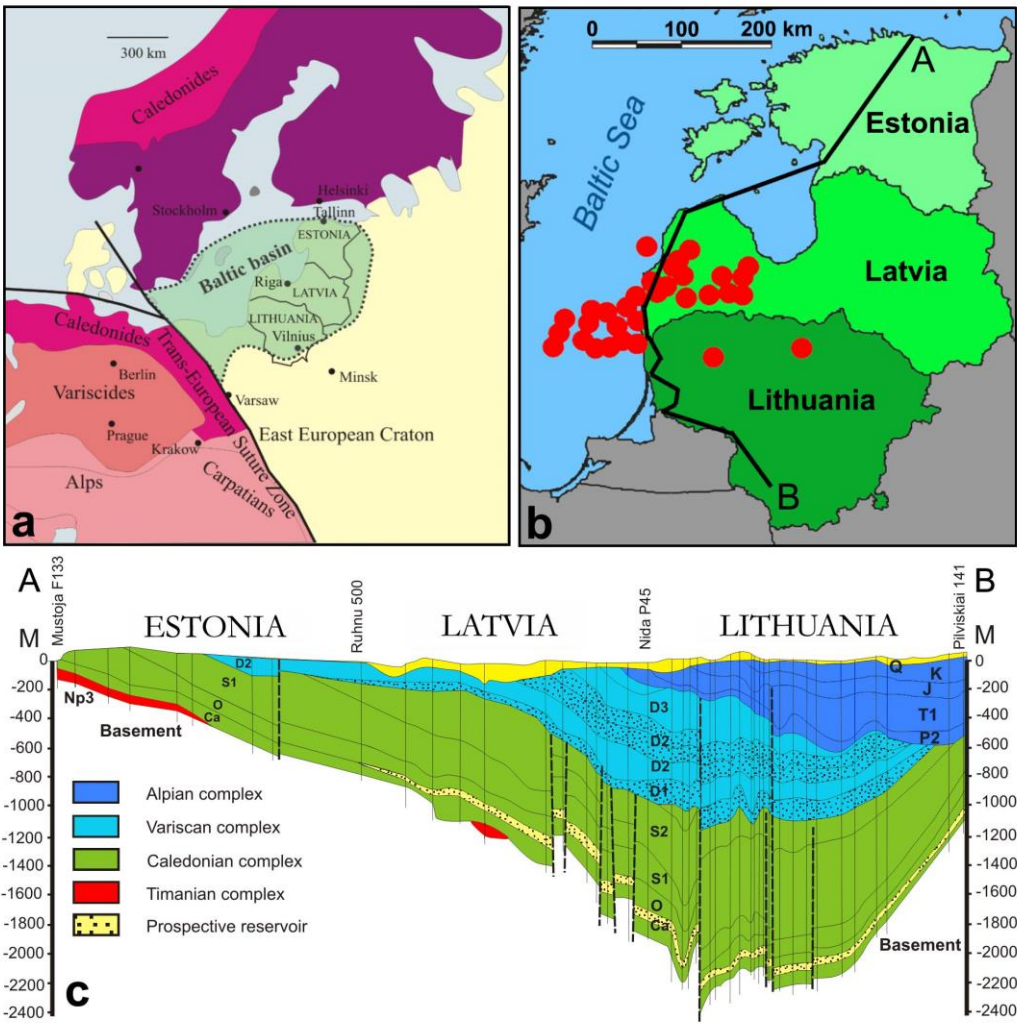 300 km
Caledonides
Stockholm
Helsinki
Tallinn
ESTONIA
Baltic basin
Riga
LATVIA
LITHUANIA
Vilnius
Minsk
Caledonides
Trans-European Suture Zone
Berlin
Variscides
Varsaw
Prague
Krakow
East European Craton
Alps
Carpatians
a
0 100 200 km
A
Estonia
Baltic Sea
Latvia
Lithuania
B
b
A
Mustoja F133
Ruhnu 500
Nida P45
Pilviskiai 141
B
M
ESTONIA
LATVIA
LITHUANIA
M
0
-200
-400
-600
-800
-1000
-1200
-1400
-1600
-1800
-2000
-2200
-2400
Np3
Basement
D2
S1
O
Ca
D3
D2
D2
D1
S2
S1
O
Ca
Q
K
J
T1
P2
Basement
0
-200
-400
-600
-800
-1000
-1200
-1400
-1600
-1800
-2000
-2200
-2400
Alpian complex
Variscan complex
Caledonian complex
Timanian complex
Prospective reservoir
c